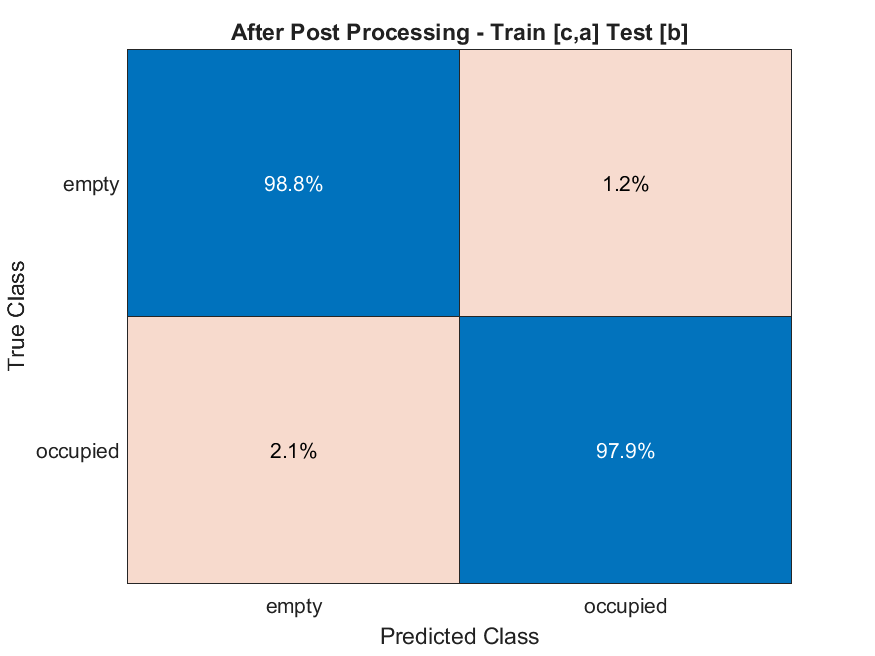 After Post Processing - Train [c,a] Test [b]
True Class
empty
98.8%
1.2%
occupied
2.1%
97.9%
empty
occupied
Predicted Class